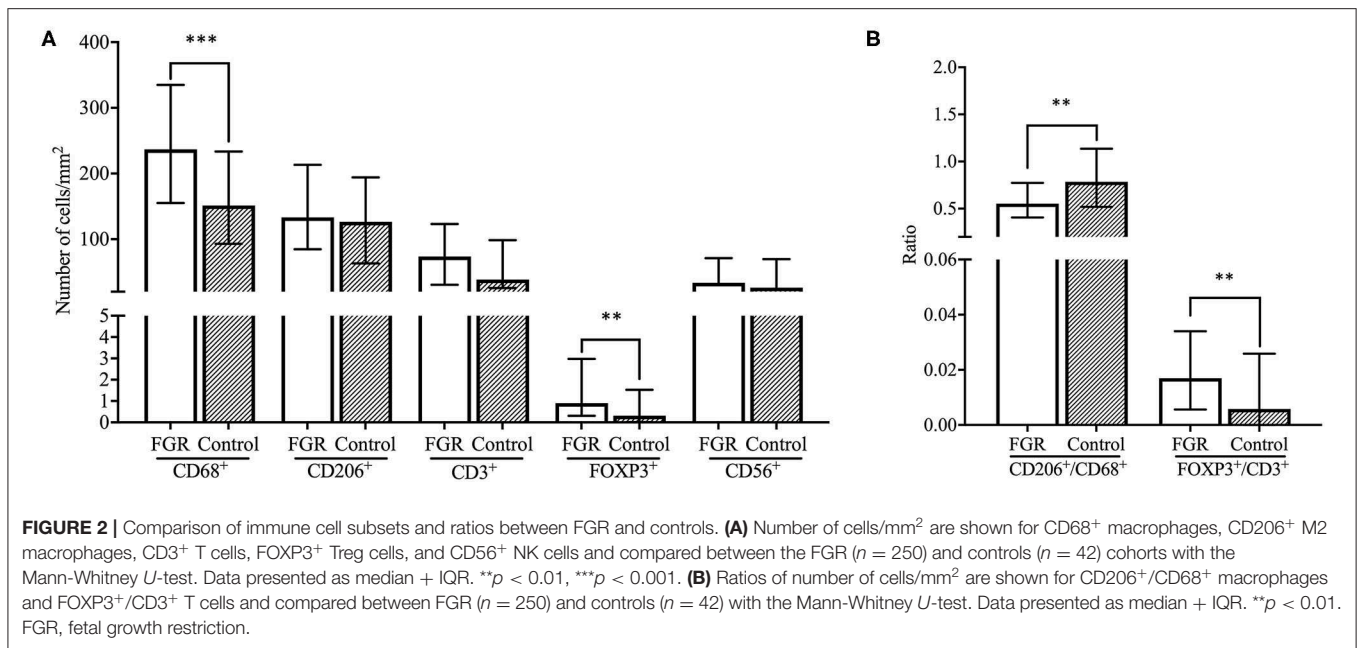 A
***
400
300
200
100
Number of cells/mm²
**
5
4
3
2
1
0
FGR Control FGR Control FGR Control FGR Control FGR Control
CD68⁺ CD206⁺ CD3⁺ FOXP3⁺ CD56⁺
B
2.0
**
1.5
1.0
0.5
Ratio
0.06
**
0.04
0.02
0.00
FGR Control FGR Control
CD206⁺/CD68⁺ FOXP3⁺/CD3⁺
FIGURE 2 | Comparison of immune cell subsets and ratios between FGR and controls. (A) Number of cells/mm² are shown for CD68⁺ macrophages, CD206⁺ M2
macrophages, CD3⁺ T cells, FOXP3⁺ Treg cells, and CD56⁺ NK cells and compared between the FGR (n = 250) and controls (n = 42) cohorts with the
Mann-Whitney U-test. Data presented as median + IQR. **p < 0.01, ***p < 0.001. (B) Ratios of number of cells/mm² are shown for CD206⁺/CD68⁺ macrophages
and FOXP3⁺/CD3⁺ T cells and compared between FGR (n = 250) and controls (n = 42) with the Mann-Whitney U-test. Data presented as median + IQR. **p < 0.01.
FGR, fetal growth restriction.